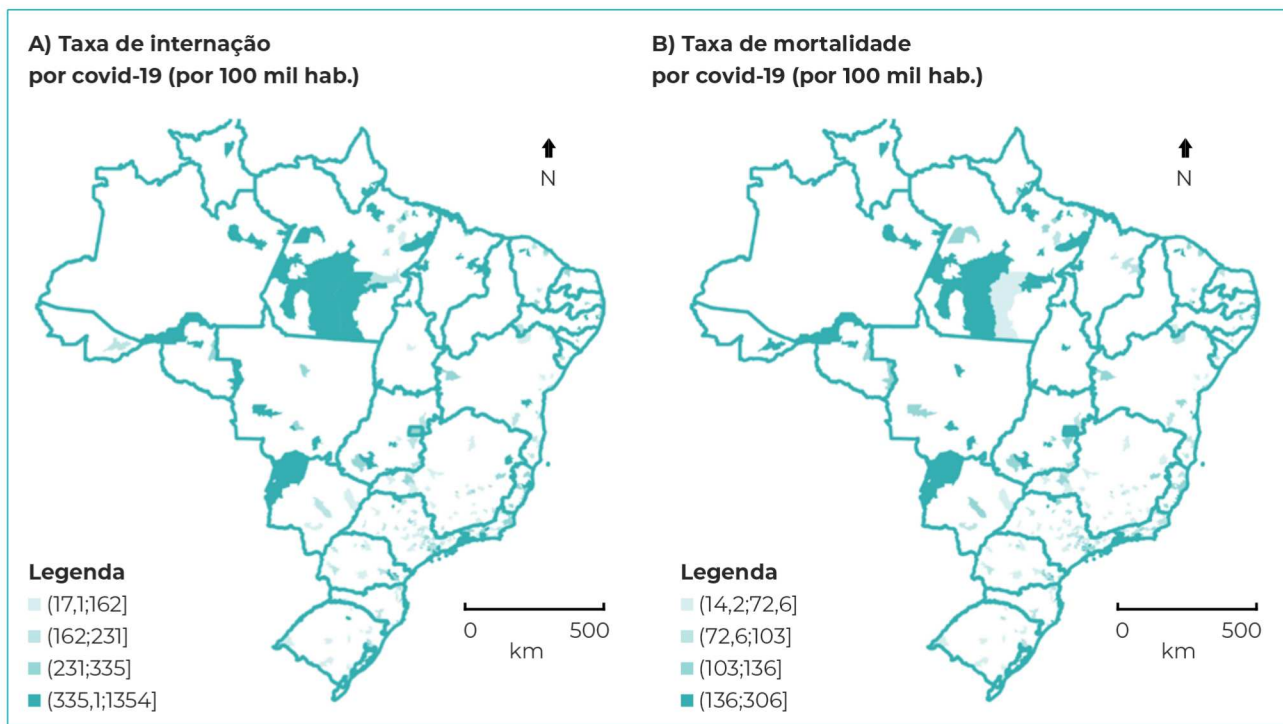 A) Taxa de internação
por covid-19 (por 100 mil hab.)
N
Legenda
(17,1;162]
(162;231]
(231;335]
(335,1;1354]
0 500
km
B) Taxa de mortalidade
por covid-19 (por 100 mil hab.)
N
Legenda
(14,2;72,6]
(72,6;103]
(103;136]
(136;306]
0 500
km